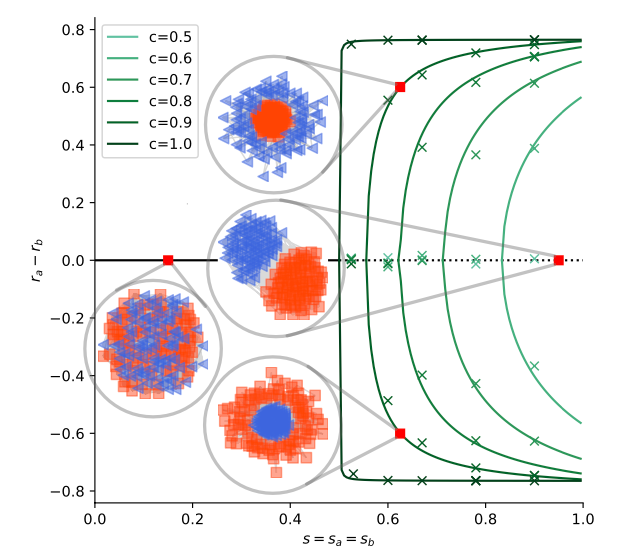 0.8
0.6
0.4
0.2
0.0
−0.2
−0.4
−0.6
−0.8
r_a − r_b
c=0.5
c=0.6
c=0.7
c=0.8
c=0.9
c=1.0
0.0 0.2 0.4 0.6 0.8 1.0
s = s_a = s_b